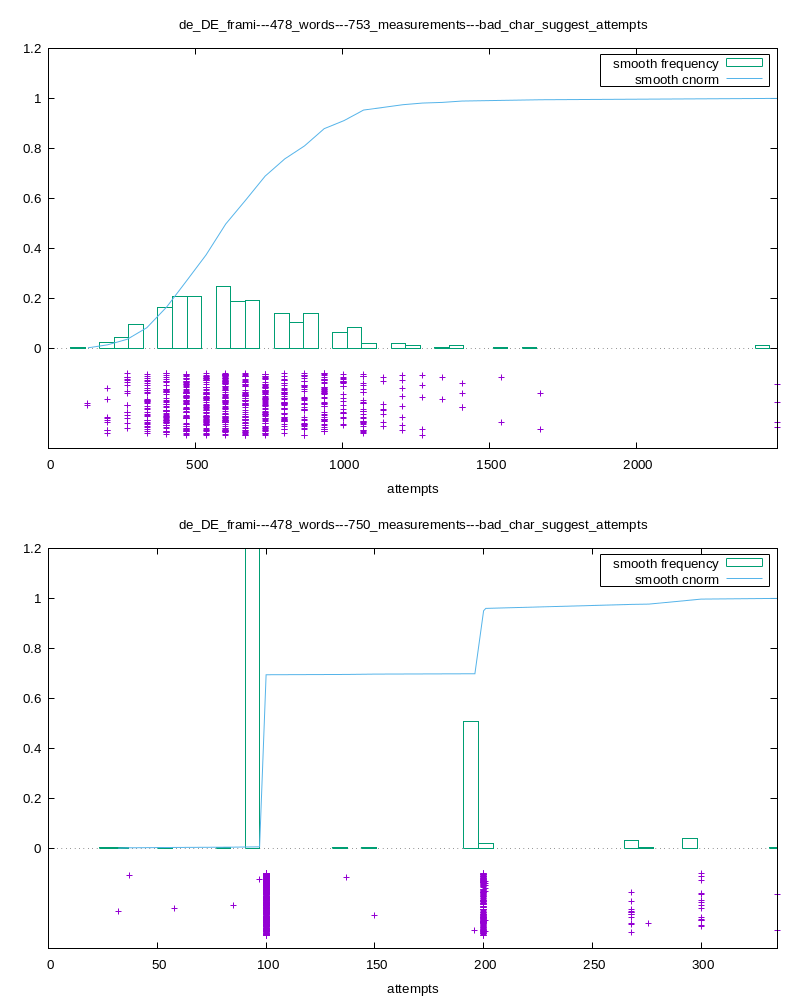 de_DE_frami---478_words---753_measurements---bad_char_suggest_attempts
1.2
smooth frequency
smooth cnorm
1
0.8
0.6
0.4
0.2
0
0 500 1000 1500 2000
attempts
de_DE_frami---478_words---750_measurements---bad_char_suggest_attempts
1.2
smooth frequency
smooth cnorm
1
0.8
0.6
0.4
0.2
0
0 50 100 150 200 250 300
attempts